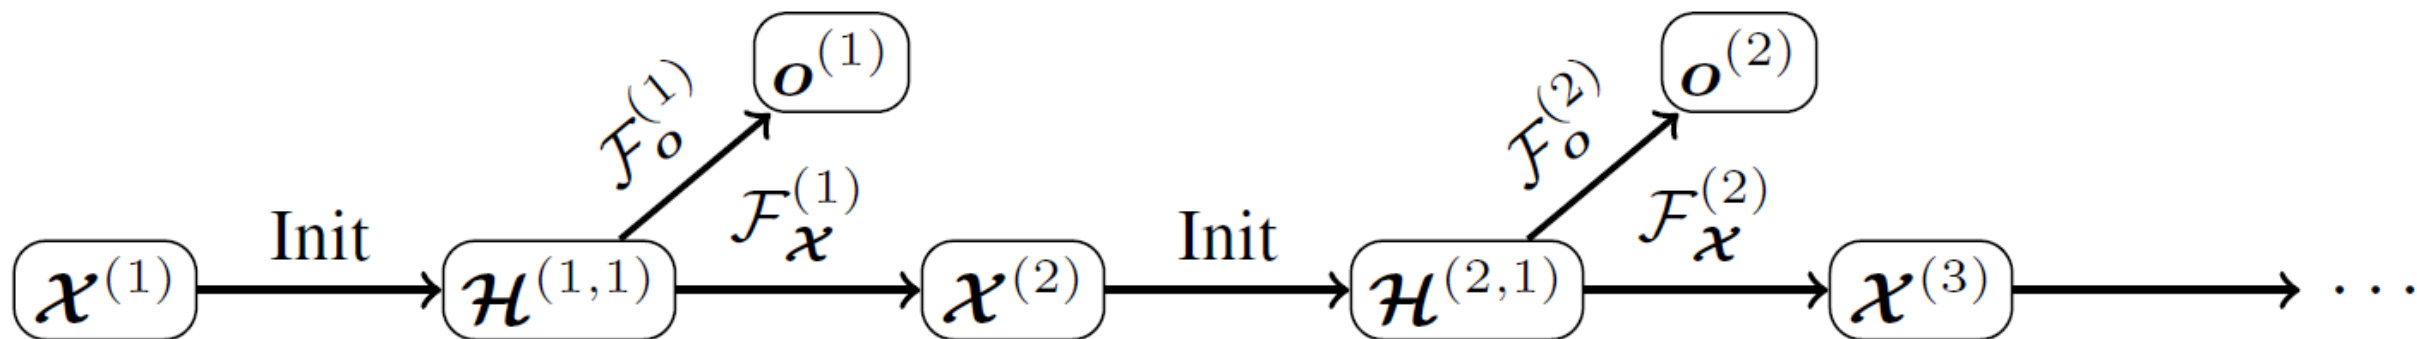 𝒐^(1)
𝒐^(2)
ℱ_𝒐^(1)
ℱ_𝒐^(2)
ℱ_𝓧^(1)
ℱ_𝓧^(2)
Init
Init
𝓧^(1)
𝓗^(1,1)
𝓧^(2)
𝓗^(2,1)
𝓧^(3)
⋯